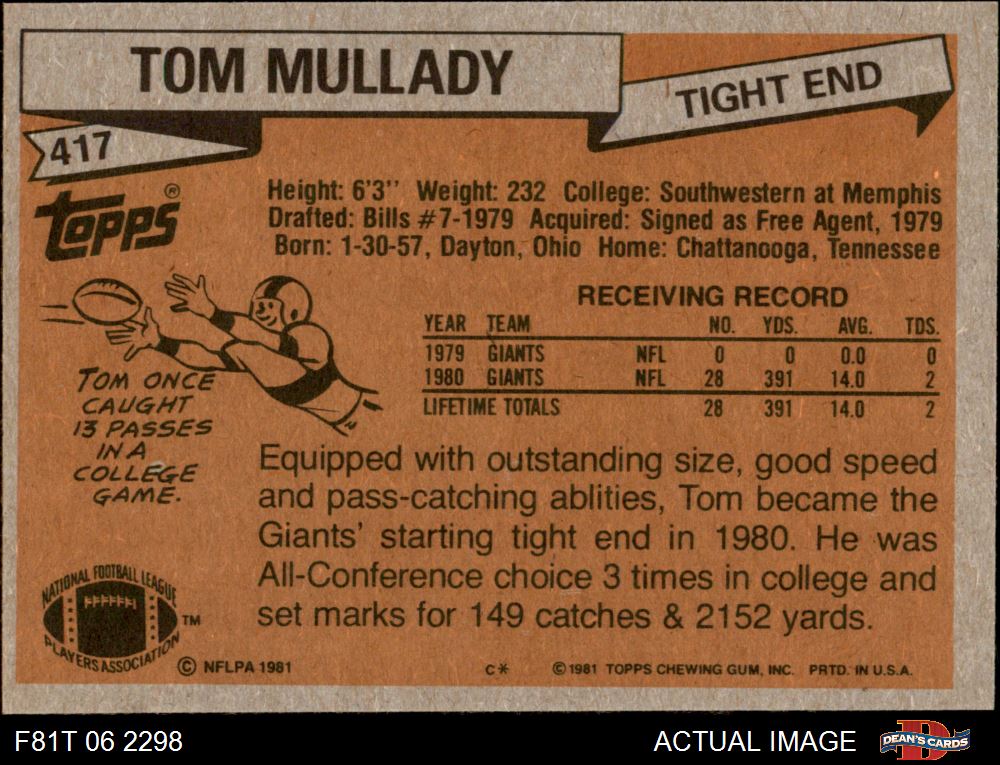 TOM MULLADY
TIGHT END
417
TOPPS®
Height: 6'3'' Weight: 232 College: Southwestern at Memphis
Drafted: Bills #7-1979 Acquired: Signed as Free Agent, 1979
Born: 1-30-57, Dayton, Ohio Home: Chattanooga, Tennessee
RECEIVING RECORD
YEAR TEAM NO. YDS. AVG. TDS.
1979 GIANTS NFL 0 0 0.0 0
1980 GIANTS NFL 28 391 14.0 2
LIFETIME TOTALS 28 391 14.0 2
TOM ONCE
CAUGHT
13 PASSES
IN A
COLLEGE
GAME.
Equipped with outstanding size, good speed
and pass-catching ablities, Tom became the
Giants' starting tight end in 1980. He was
All-Conference choice 3 times in college and
set marks for 149 catches & 2152 yards.
NATIONAL FOOTBALL LEAGUE
PLAYERS ASSOCIATION
TM
© NFLPA 1981
C*
© 1981 TOPPS CHEWING GUM, INC. PRTD. IN U.S.A.
F81T 06 2298
ACTUAL IMAGE
DEAN'S CARDS